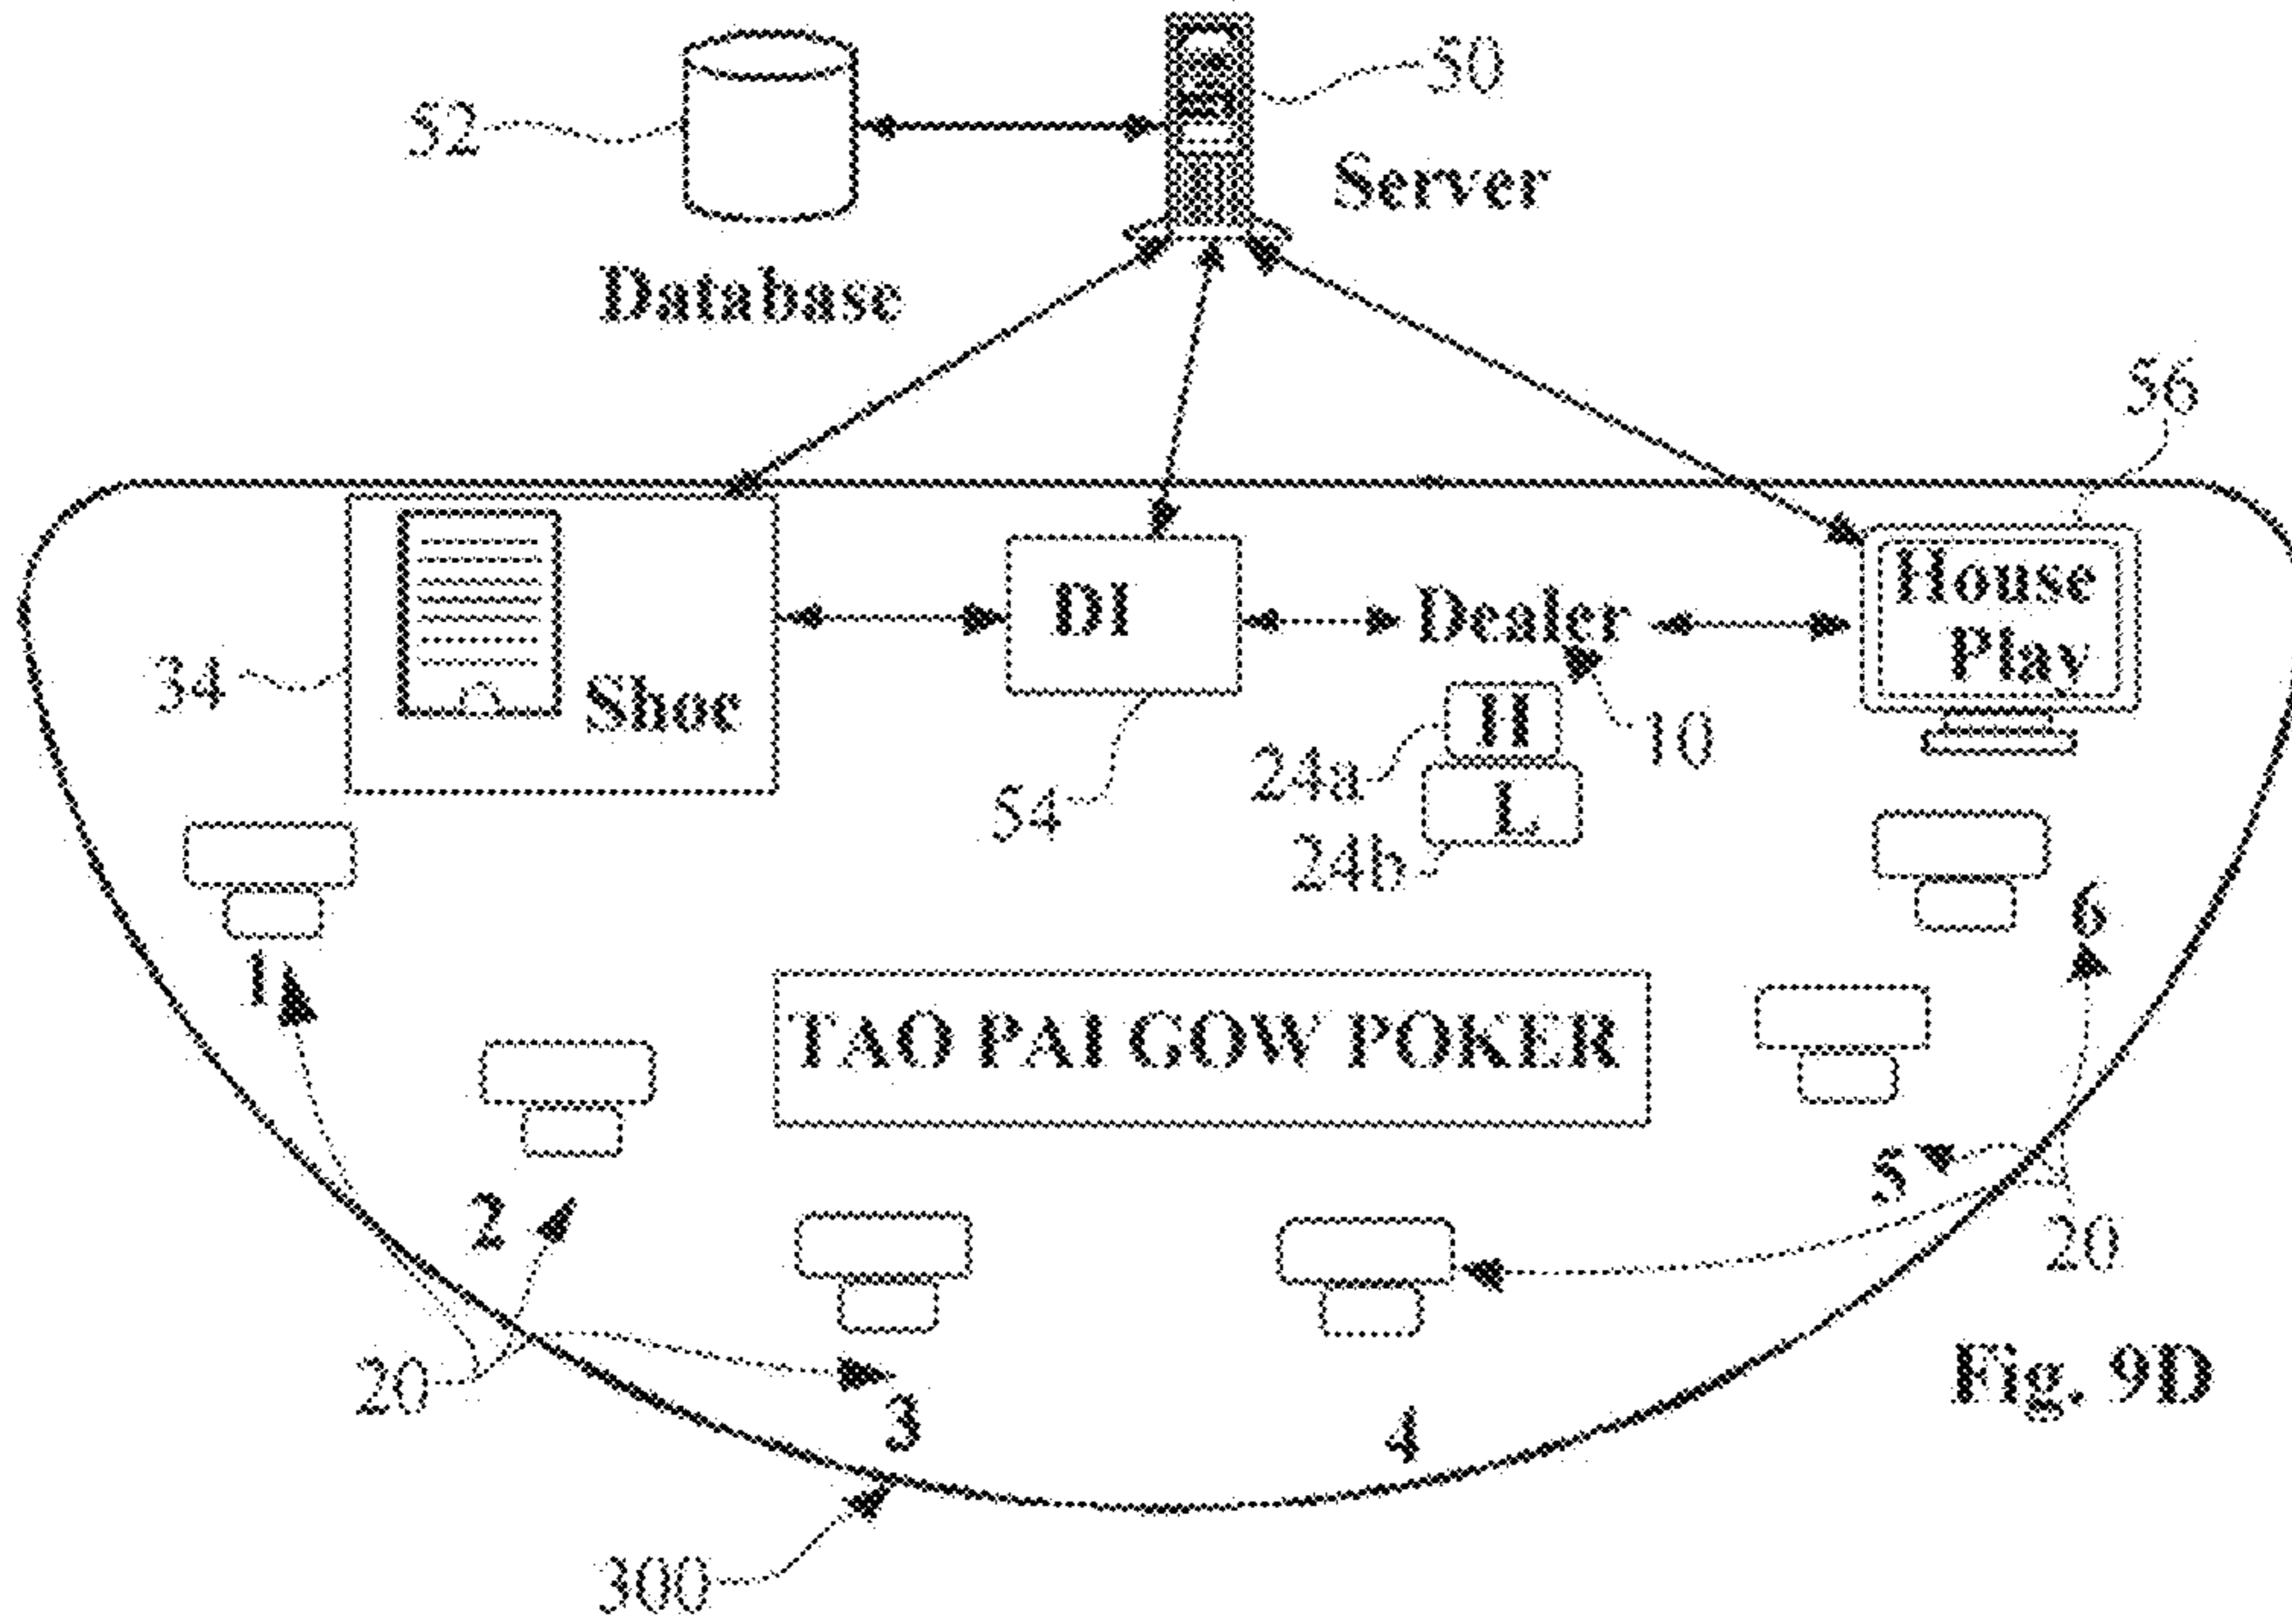 50
52
Server
Database
56
House
Play
DI
Dealer
34
Shoe
H
10
24a
54
L
24b
6
1
TAO PAI GOW POKER
5
2
20
20
Fig. 9D
3
4
300